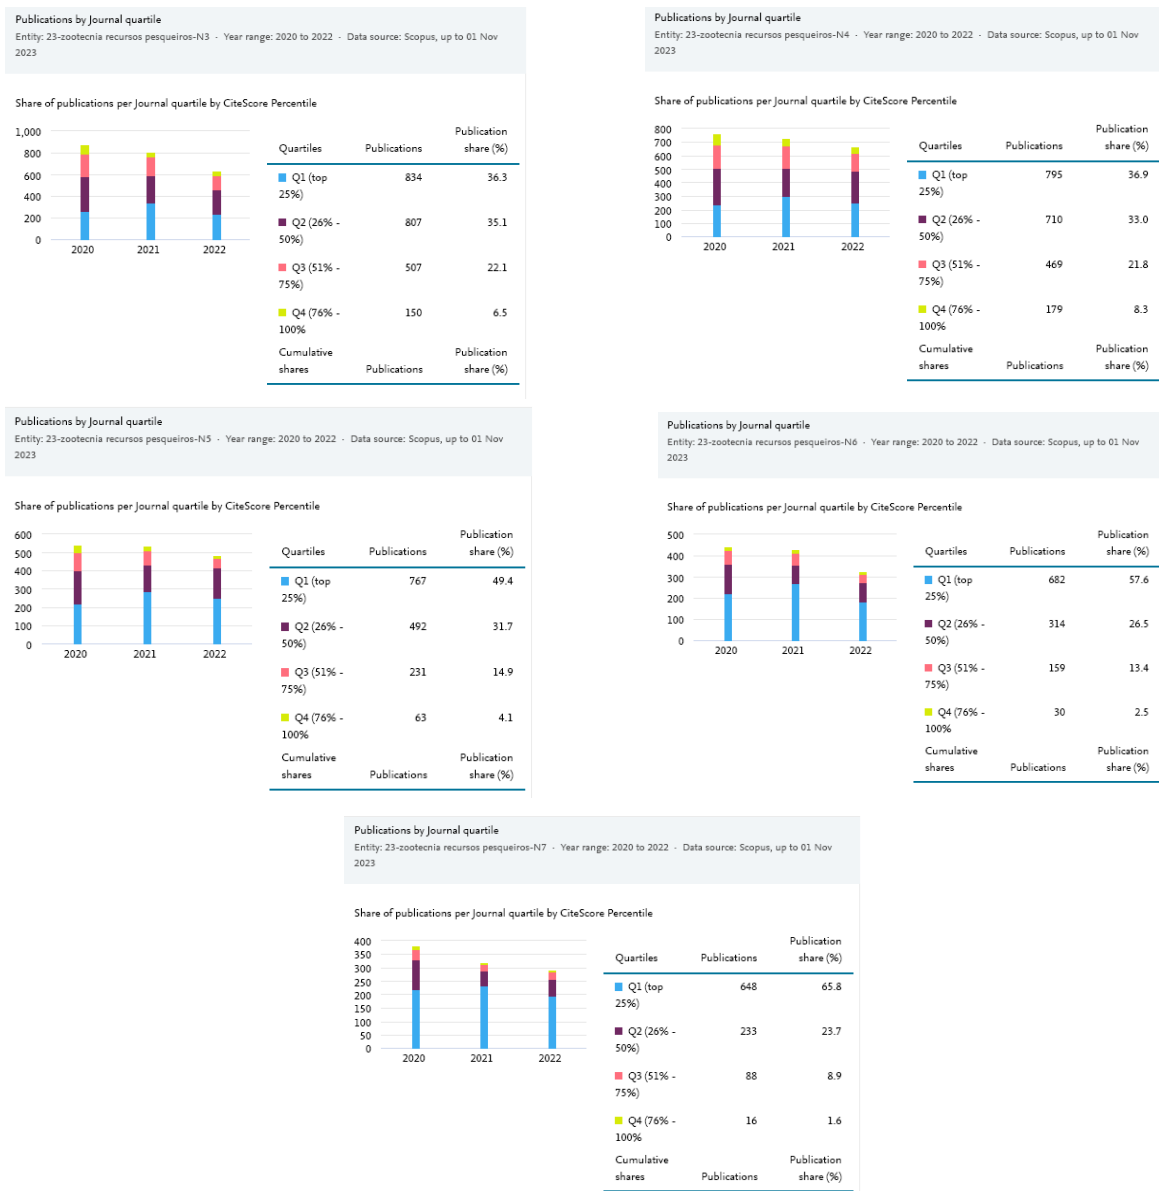 Publications by Journal quartile
Entity: 23-zootecnia recursos pesqueiros-N3 · Year range: 2020 to 2022 · Data source: Scopus, up to 01 Nov
2023
Share of publications per Journal quartile by CiteScore Percentile
1,000
800
600
400
200
0
2020 2021 2022
Publication
Quartiles Publications share (%)
Q1 (top 834 36.3
25%)
Q2 (26% - 807 35.1
50%)
Q3 (51% - 507 22.1
75%)
Q4 (76% - 150 6.5
100%
Cumulative Publication
shares Publications share (%)
Publications by Journal quartile
Entity: 23-zootecnia recursos pesqueiros-N4 · Year range: 2020 to 2022 · Data source: Scopus, up to 01 Nov
2023
Share of publications per Journal quartile by CiteScore Percentile
800
700
600
500
400
300
200
100
0
2020 2021 2022
Publication
Quartiles Publications share (%)
Q1 (top 795 36.9
25%)
Q2 (26% - 710 33.0
50%)
Q3 (51% - 469 21.8
75%)
Q4 (76% - 179 8.3
100%
Cumulative Publication
shares Publications share (%)
Publications by Journal quartile
Entity: 23-zootecnia recursos pesqueiros-N5 · Year range: 2020 to 2022 · Data source: Scopus, up to 01 Nov
2023
Share of publications per Journal quartile by CiteScore Percentile
600
500
400
300
200
100
0
2020 2021 2022
Publication
Quartiles Publications share (%)
Q1 (top 767 49.4
25%)
Q2 (26% - 492 31.7
50%)
Q3 (51% - 231 14.9
75%)
Q4 (76% - 63 4.1
100%
Cumulative Publication
shares Publications share (%)
Publications by Journal quartile
Entity: 23-zootecnia recursos pesqueiros-N6 · Year range: 2020 to 2022 · Data source: Scopus, up to 01 Nov
2023
Share of publications per Journal quartile by CiteScore Percentile
500
400
300
200
100
0
2020 2021 2022
Publication
Quartiles Publications share (%)
Q1 (top 682 57.6
25%)
Q2 (26% - 314 26.5
50%)
Q3 (51% - 159 13.4
75%)
Q4 (76% - 30 2.5
100%
Cumulative Publication
shares Publications share (%)
Publications by Journal quartile
Entity: 23-zootecnia recursos pesqueiros-N7 · Year range: 2020 to 2022 · Data source: Scopus, up to 01 Nov
2023
Share of publications per Journal quartile by CiteScore Percentile
400
350
300
250
200
150
100
50
0
2020 2021 2022
Publication
Quartiles Publications share (%)
Q1 (top 648 65.8
25%)
Q2 (26% - 233 23.7
50%)
Q3 (51% - 88 8.9
75%)
Q4 (76% - 16 1.6
100%
Cumulative Publication
shares Publications share (%)